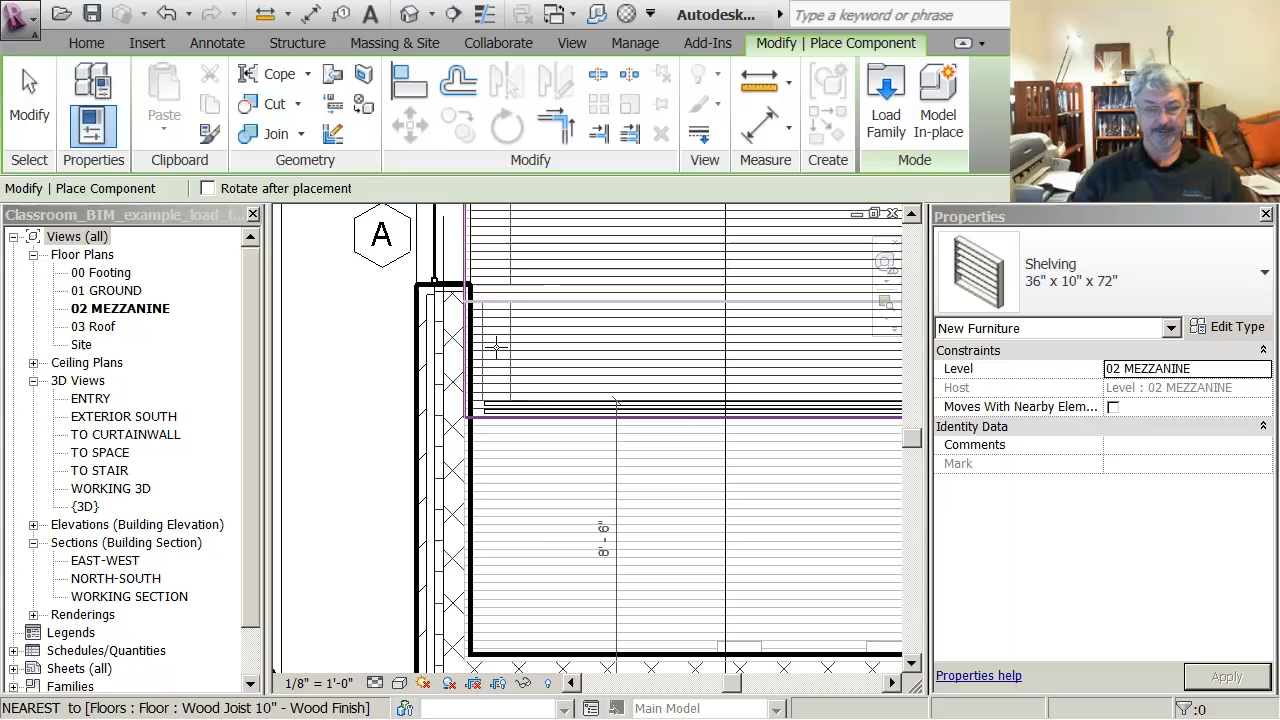 Autodesk...
Type a keyword or phrase
Home Insert Annotate Structure Massing & Site Collaborate View Manage Add-Ins Modify | Place Component
Modify
Paste
Cope
Cut
Join
Load Family
Model In-place
Select Properties Clipboard Geometry Modify View Measure Create Mode
Modify | Place Component Rotate after placement
Classroom_BIM_example_load_f...
Views (all)
Floor Plans
00 Footing
01 GROUND
02 MEZZANINE
03 Roof
Site
Ceiling Plans
3D Views
ENTRY
EXTERIOR SOUTH
TO CURTAINWALL
TO SPACE
TO STAIR
WORKING 3D
{3D}
Elevations (Building Elevation)
Sections (Building Section)
EAST-WEST
NORTH-SOUTH
WORKING SECTION
Renderings
Legends
Schedules/Quantities
Sheets (all)
Families
A
2D
8' - 6"
1/8" = 1'-0"
Properties
Shelving
36" x 10" x 72"
New Furniture Edit Type
Constraints
Level 02 MEZZANINE
Host Level : 02 MEZZANINE
Moves With Nearby Elem...
Identity Data
Comments
Mark
Properties help Apply
NEAREST to [Floors : Floor : Wood Joist 10" - Wood Finish] Main Model :0